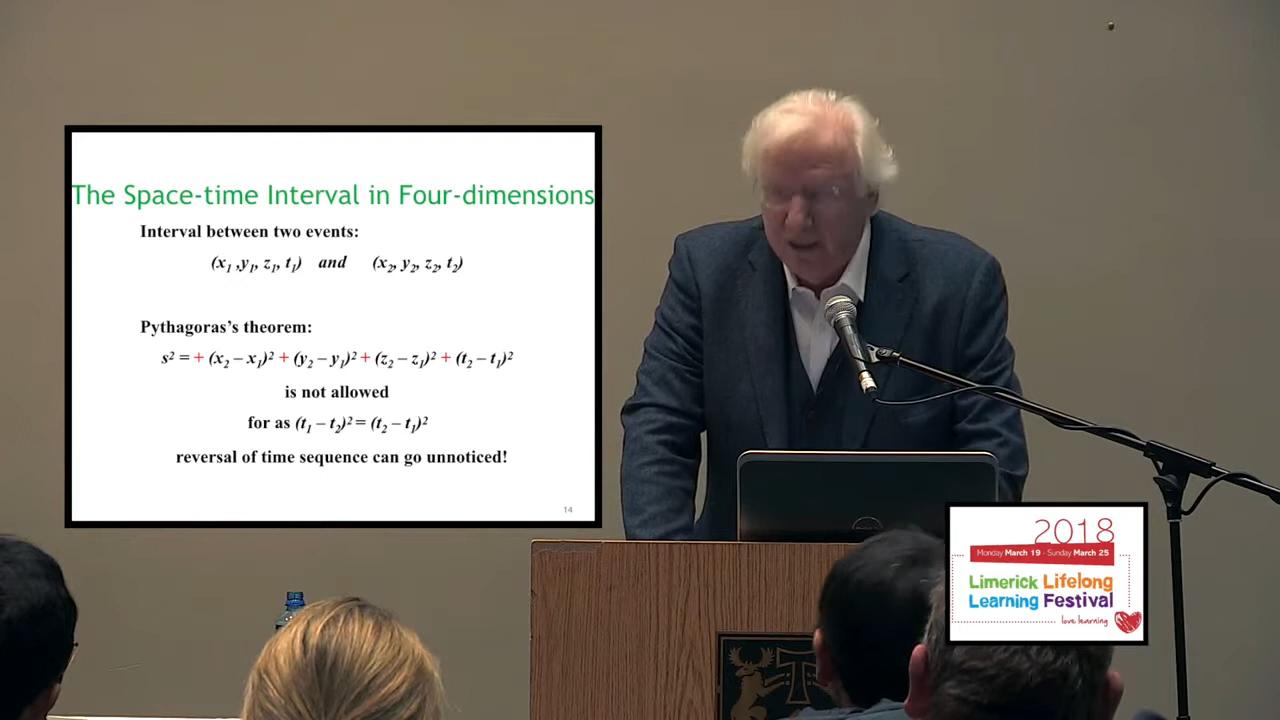 The Space-time Interval in Four-dimensions
Interval between two events:
(x₁ ,y₁, z₁, t₁) and (x₂, y₂, z₂, t₂)
Pythagoras's theorem:
s² = + (x₂ – x₁)² + (y₂ – y₁)² + (z₂ – z₁)² + (t₂ – t₁)²
is not allowed
for as (t₁ – t₂)² = (t₂ – t₁)²
reversal of time sequence can go unnoticed!
14
2018
Monday March 19 - Sunday March 25
Limerick Lifelong
Learning Festival
love learning